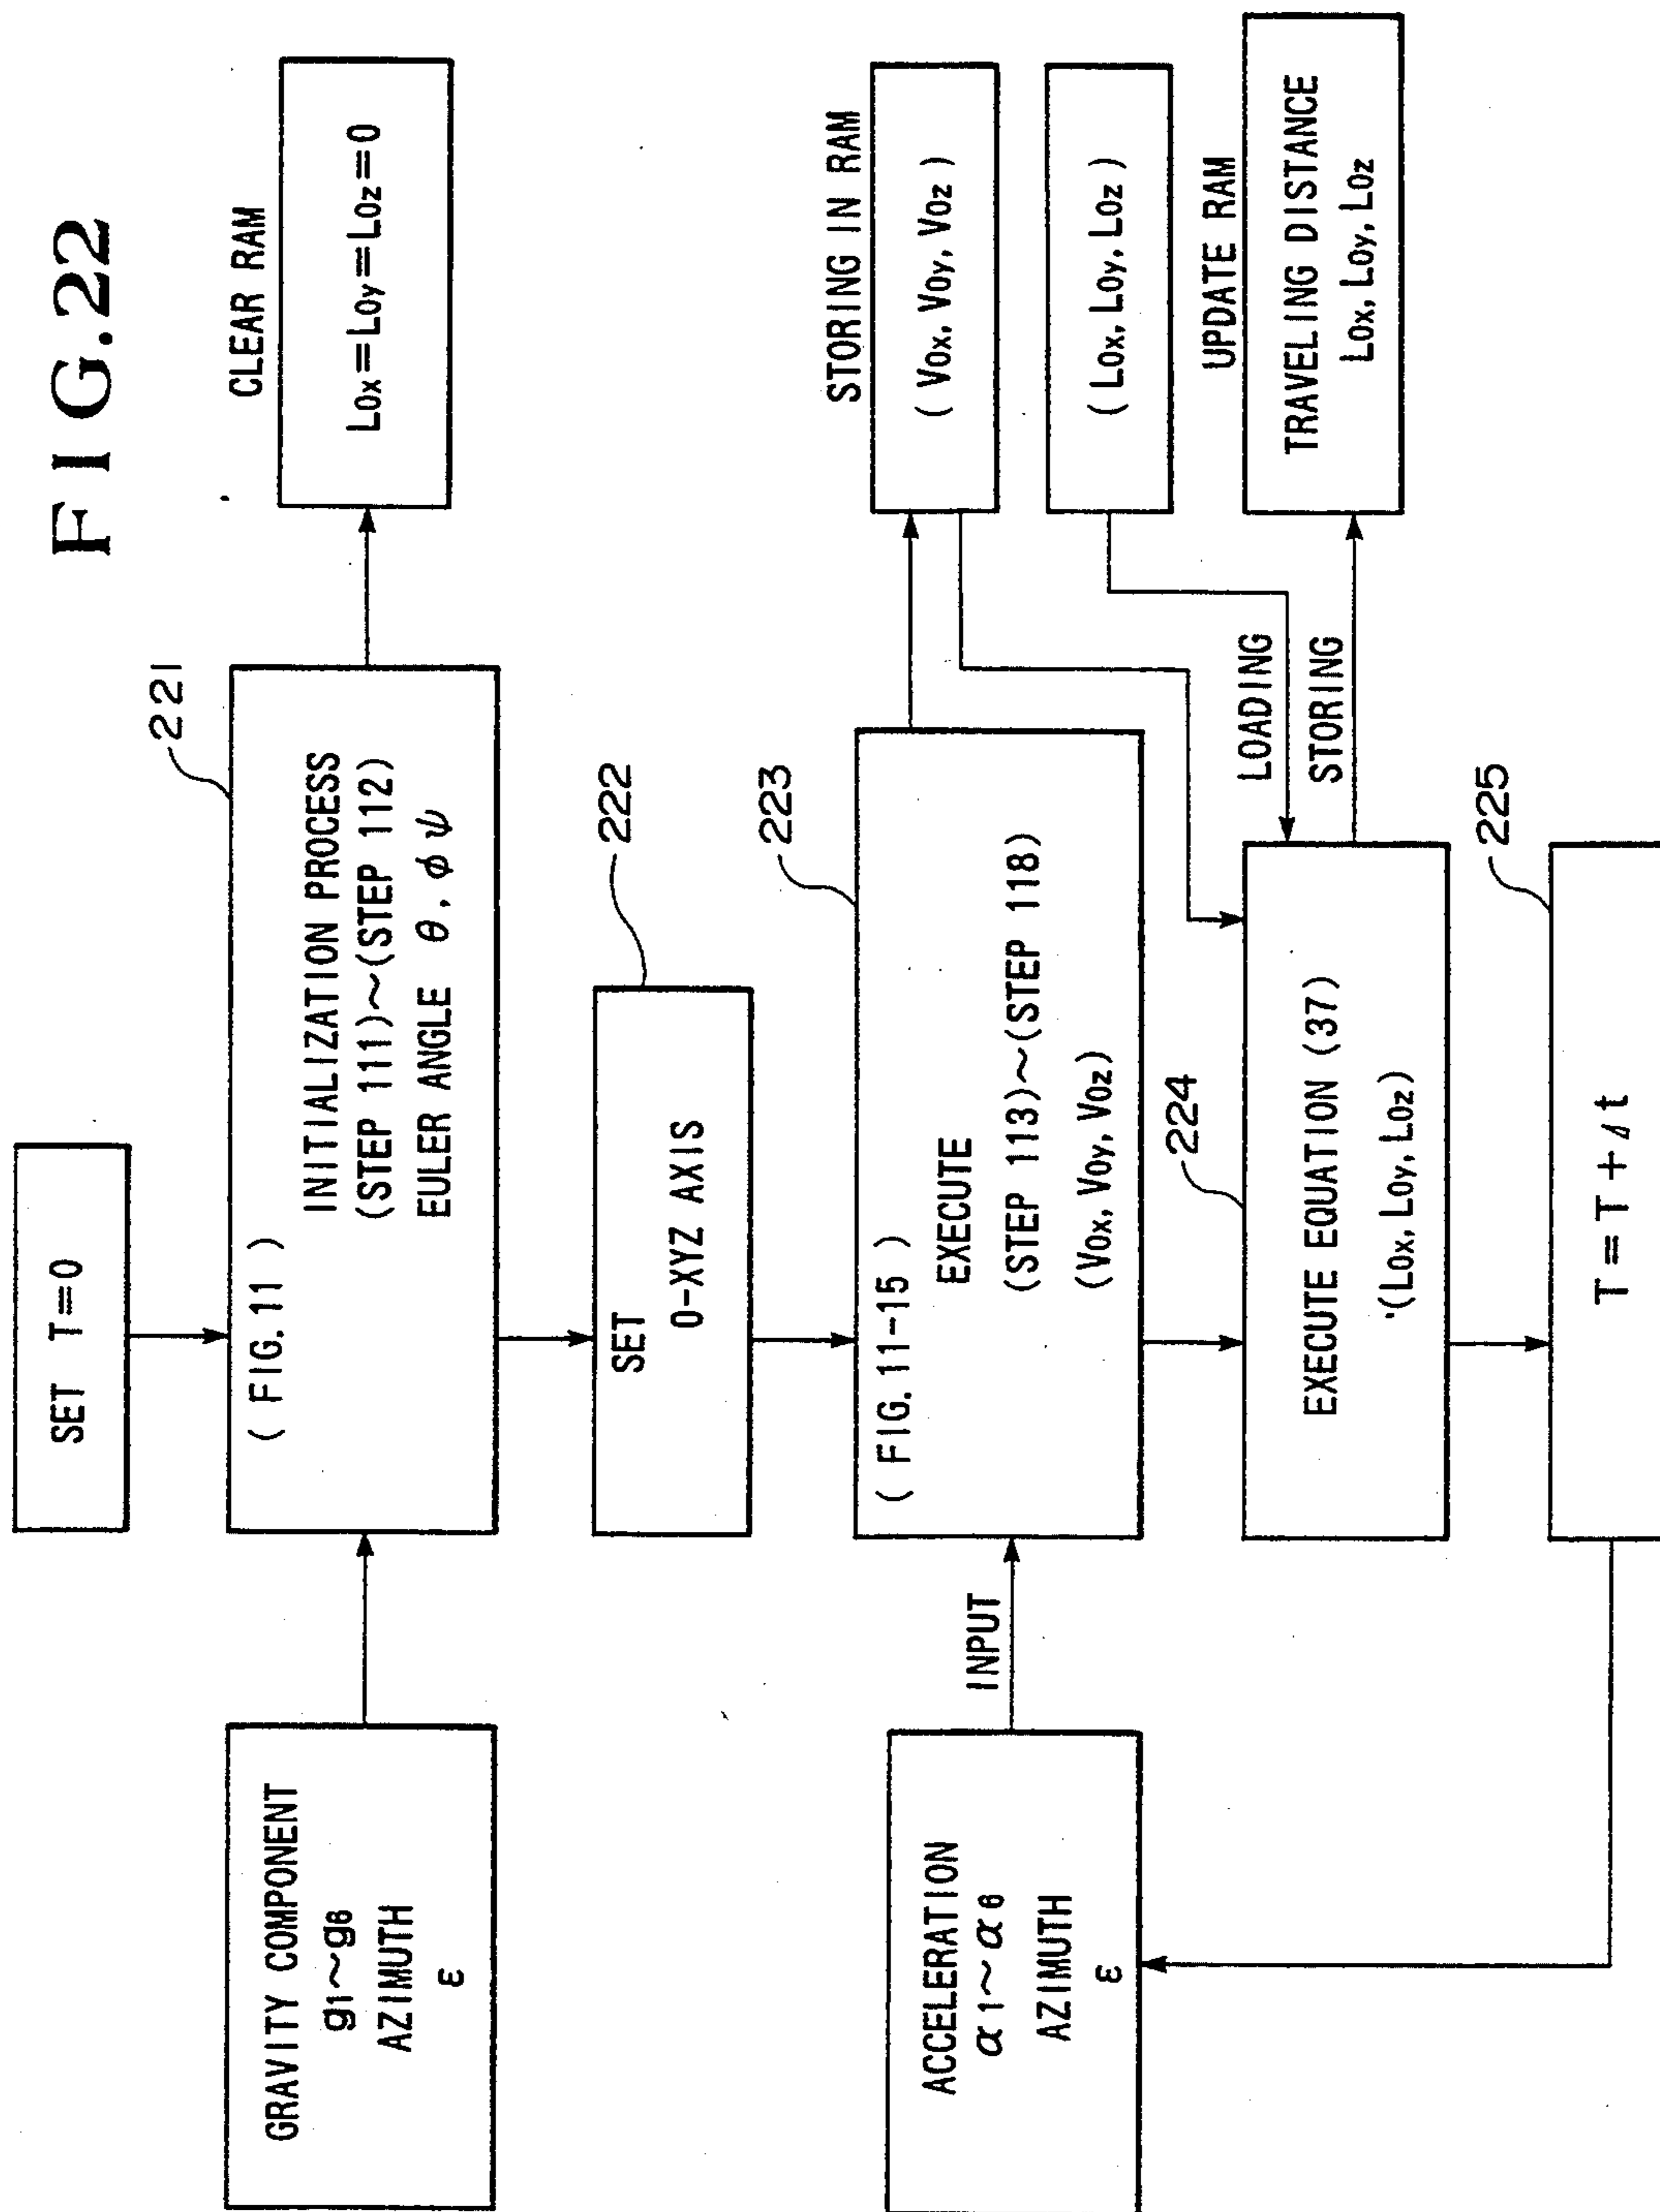 FIG.22
SET T=0
GRAVITY COMPONENT
g1~g6
AZIMUTH
ε
221
(FIG.11)
INITIALIZATION PROCESS
(STEP 111)~(STEP 112)
EULER ANGLE θ, φ ψ
CLEAR RAM
L0x=L0y=L0z=0
222
SET
0-XYZ AXIS
223
ACCELERATION
α1~α6
AZIMUTH
ε
INPUT
(FIG.11-15)
EXECUTE
(STEP 113)~(STEP 118)
(V0x, V0y, V0z)
STORING IN RAM
(V0x, V0y, V0z)
(L0x, L0y, L0z)
224
EXECUTE EQUATION (37)
(L0x, L0y, L0z)
LOADING
STORING
UPDATE RAM
TRAVELING DISTANCE
L0x, L0y, L0z
225
T=T+Δt